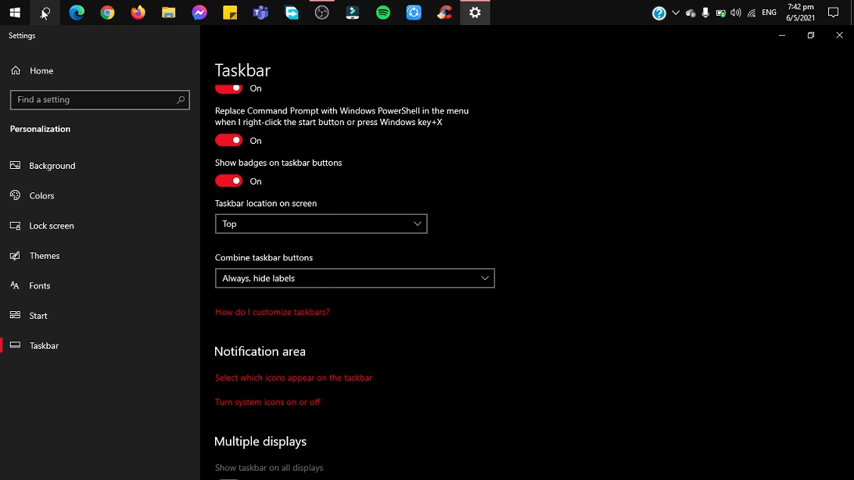 ENG
7:42 pm
6/5/2021
Settings
Home
Find a setting
Personalization
Background
Colors
Lock screen
Themes
Fonts
Start
Taskbar
Taskbar
On
Replace Command Prompt with Windows PowerShell in the menu
when I right-click the start button or press Windows key+X
On
Show badges on taskbar buttons
On
Taskbar location on screen
Top
Combine taskbar buttons
Always, hide labels
How do I customize taskbars?
Notification area
Select which icons appear on the taskbar
Turn system icons on or off
Multiple displays
Show taskbar on all displays